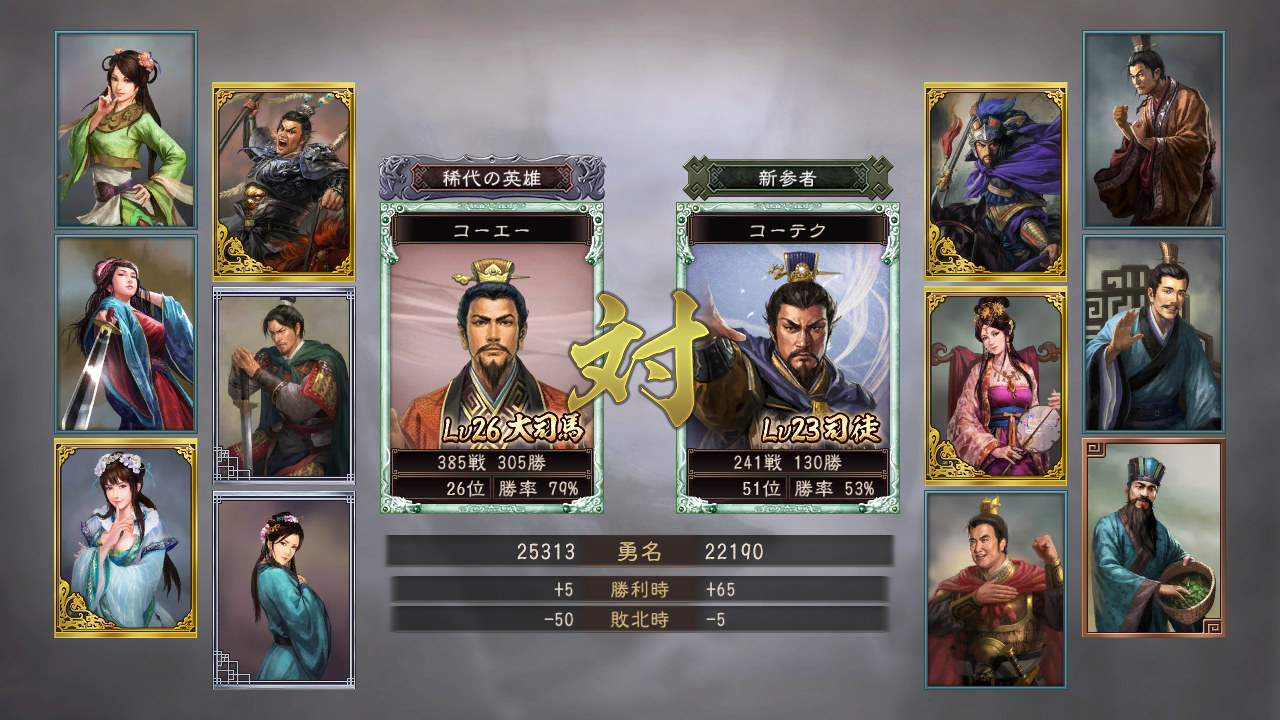 稀代の英雄
コーエー
Lv26 大司馬
385戦 305勝
26位 勝率 79%
対
新参者
コーテク
Lv23 司徒
241戦 130勝
51位 勝率 53%
25313 勇名 22190
+5 勝利時 +65
-50 敗北時 -5